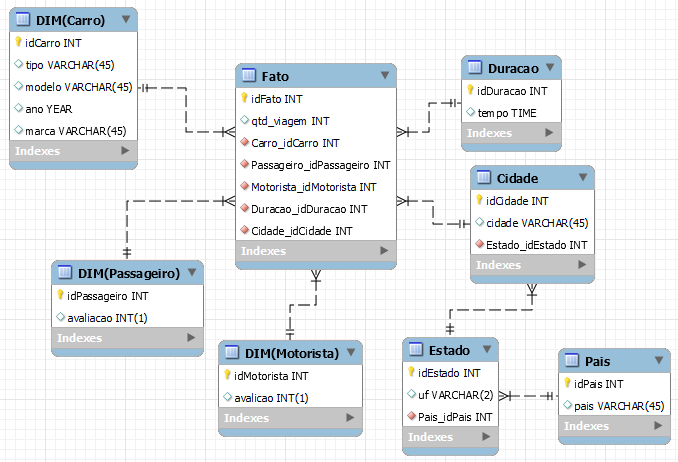 DIM(Carro)
idCarro INT
tipo VARCHAR(45)
modelo VARCHAR(45)
ano YEAR
marca VARCHAR(45)
Indexes
Fato
idFato INT
qtd_viagem INT
Carro_idCarro INT
Passageiro_idPassageiro INT
Motorista_idMotorista INT
Duracao_idDuracao INT
Cidade_idCidade INT
Indexes
Duracao
idDuracao INT
tempo TIME
Indexes
Cidade
idCidade INT
cidade VARCHAR(45)
Estado_idEstado INT
Indexes
DIM(Passageiro)
idPassageiro INT
avaliacao INT(1)
Indexes
DIM(Motorista)
idMotorista INT
avalicao INT(1)
Indexes
Estado
idEstado INT
uf VARCHAR(2)
Pais_idPais INT
Indexes
Pais
idPais INT
pais VARCHAR(45)
Indexes